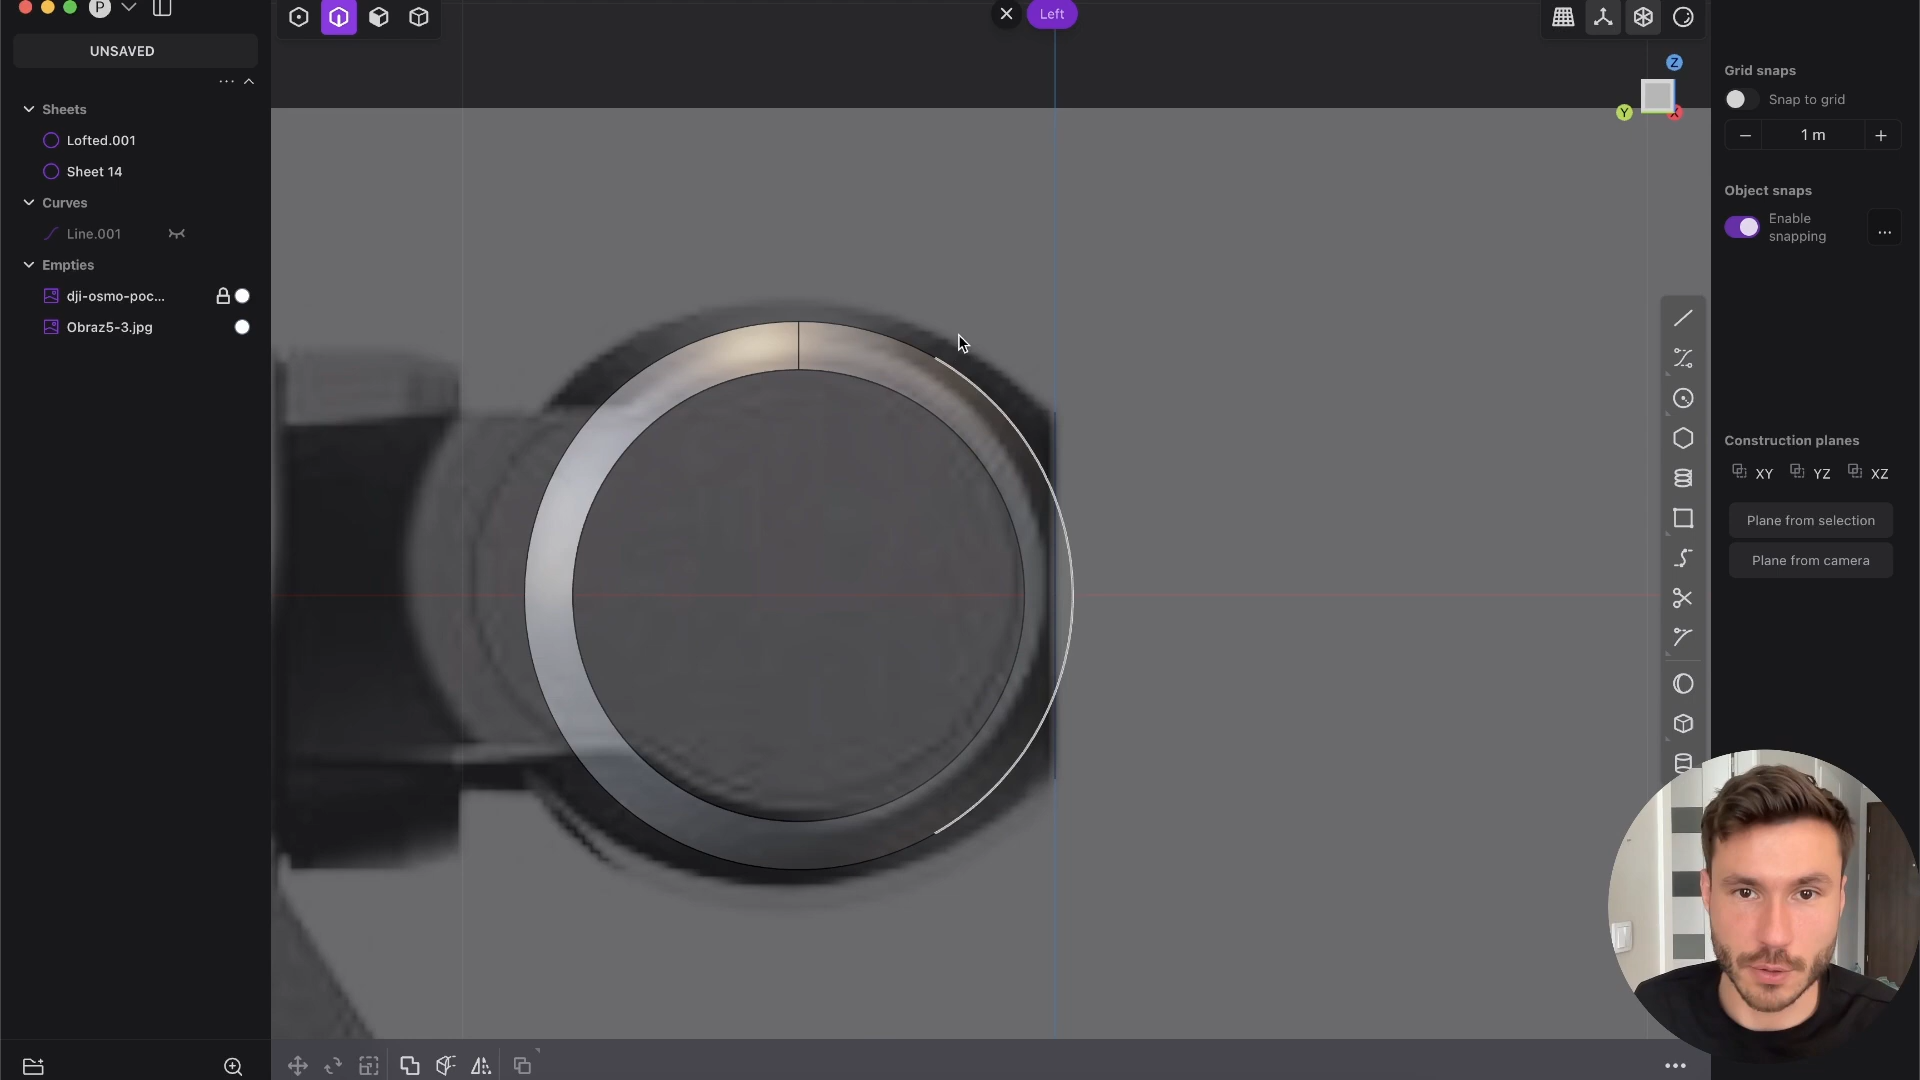 P
Left
UNSAVED
Sheets
Lofted.001
Sheet 14
Curves
Line.001
Empties
dji-osmo-poc...
Obraz5-3.jpg
Z
Y
X
Grid snaps
Snap to grid
1 m
Object snaps
Enable
snapping
...
Construction planes
XY
YZ
XZ
Plane from selection
Plane from camera